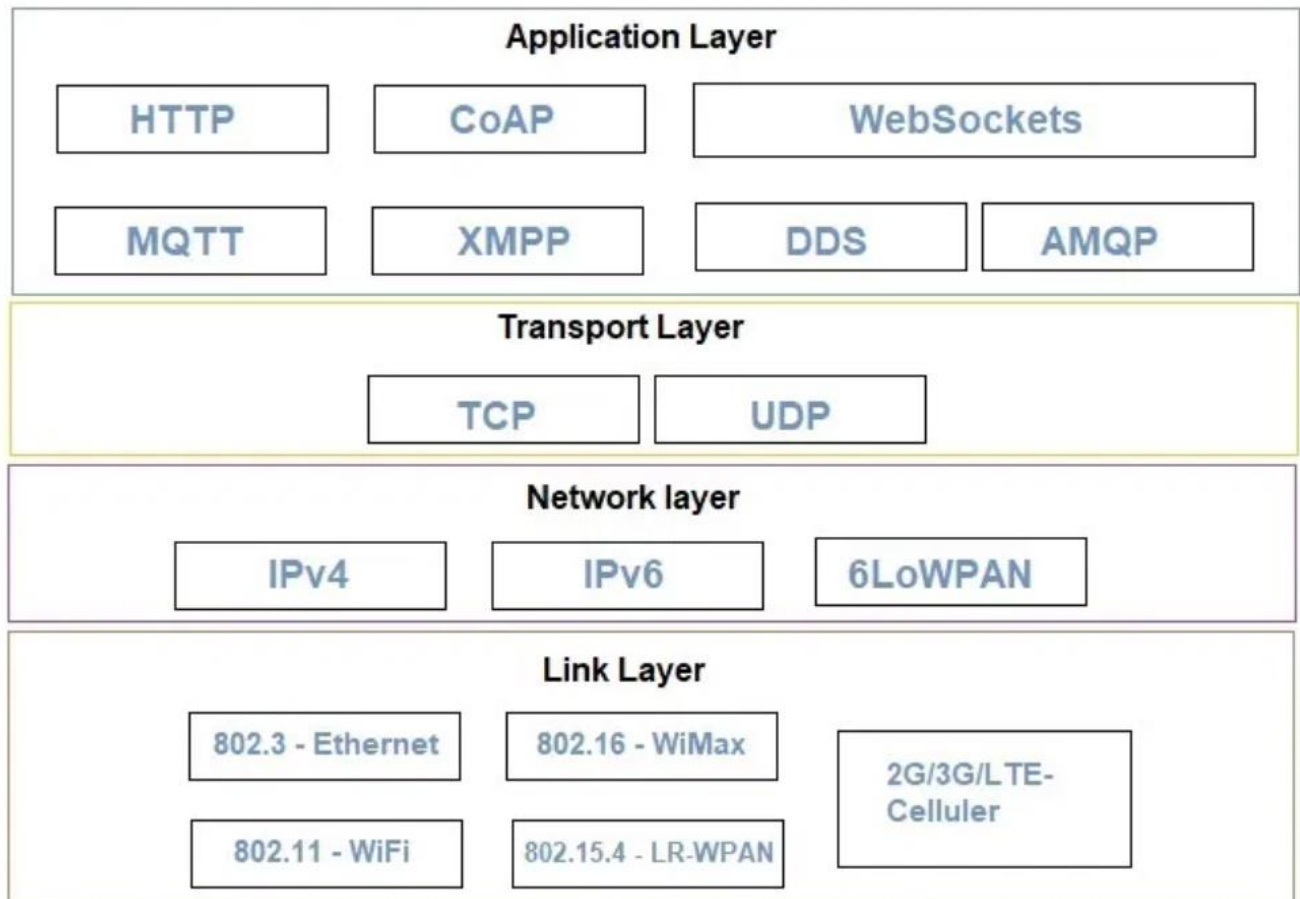 Application Layer
HTTP
CoAP
WebSockets
MQTT
XMPP
DDS
AMQP
Transport Layer
TCP
UDP
Network layer
IPv4
IPv6
6LoWPAN
Link Layer
802.3 - Ethernet
802.16 - WiMax
2G/3G/LTE-
Celluler
802.11 - WiFi
802.15.4 - LR-WPAN